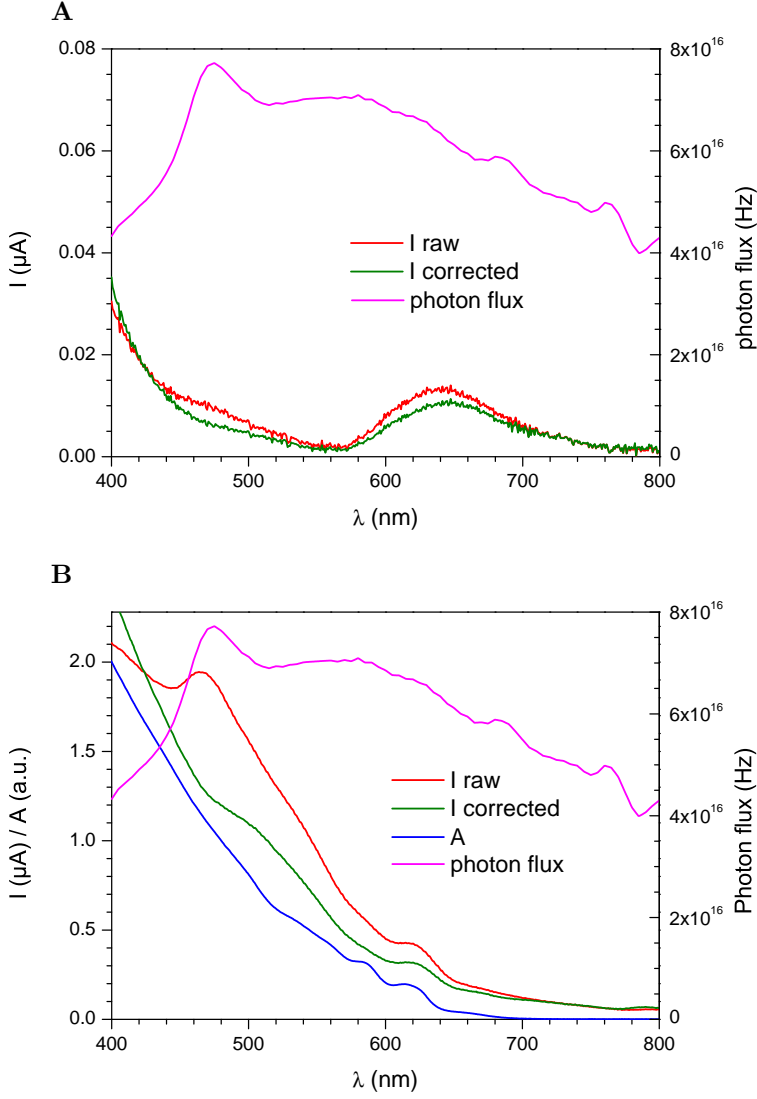 A
0.08
0.06
0.04
0.02
0.00
I (µA)
8x10^16
6x10^16
4x10^16
2x10^16
0
photon flux (Hz)
I raw
I corrected
photon flux
400 500 600 700 800
λ (nm)
B
2.0
1.5
1.0
0.5
0.0
I (µA) / A (a.u.)
8x10^16
6x10^16
4x10^16
2x10^16
0
Photon flux (Hz)
I raw
I corrected
A
photon flux
400 500 600 700 800
λ (nm)